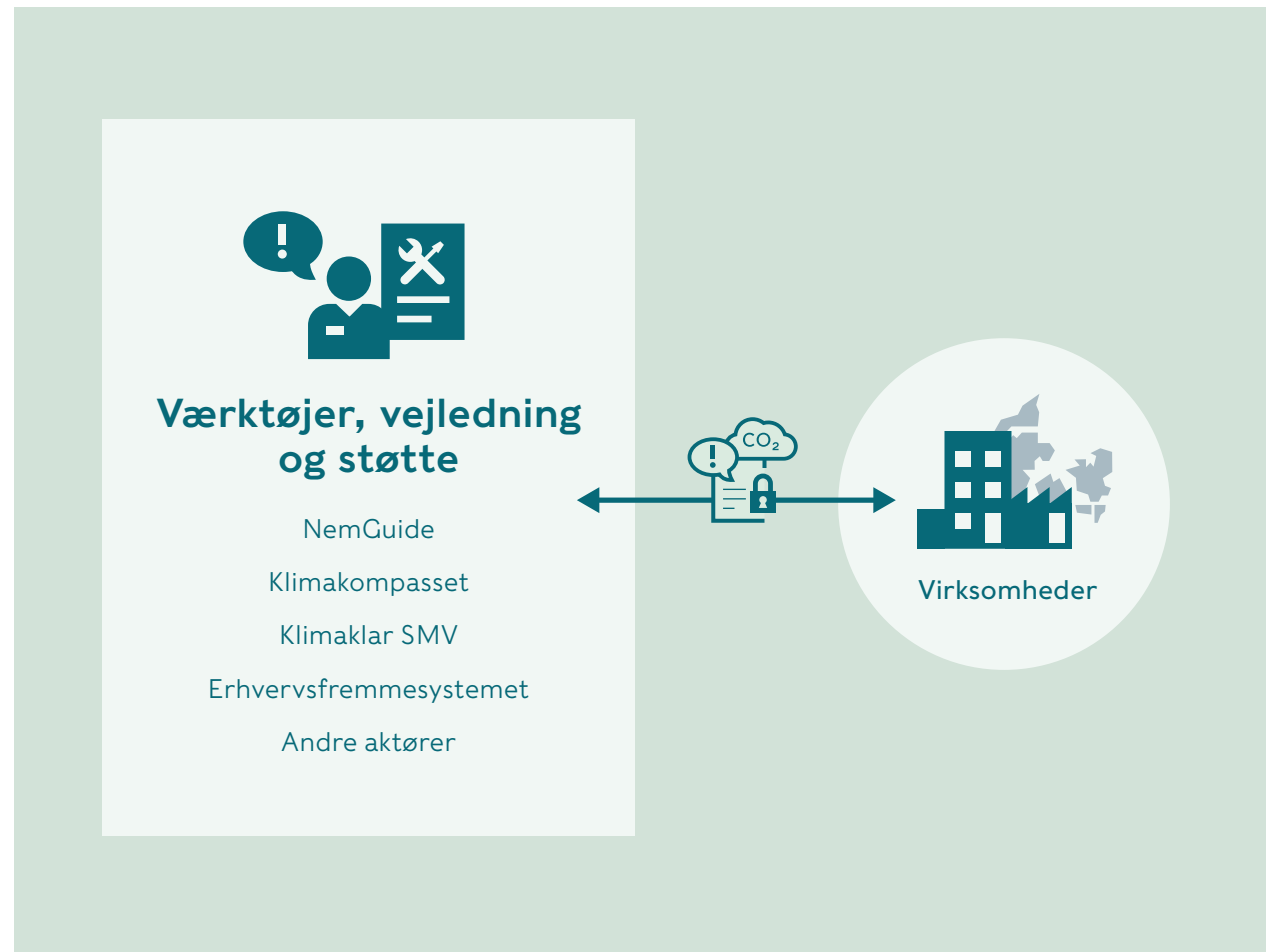 Værktøjer, vejledning
og støtte
NemGuide
Klimakompasset
Klimaklar SMV
Erhvervsfremmesystemet
Andre aktører
CO₂
Virksomheder